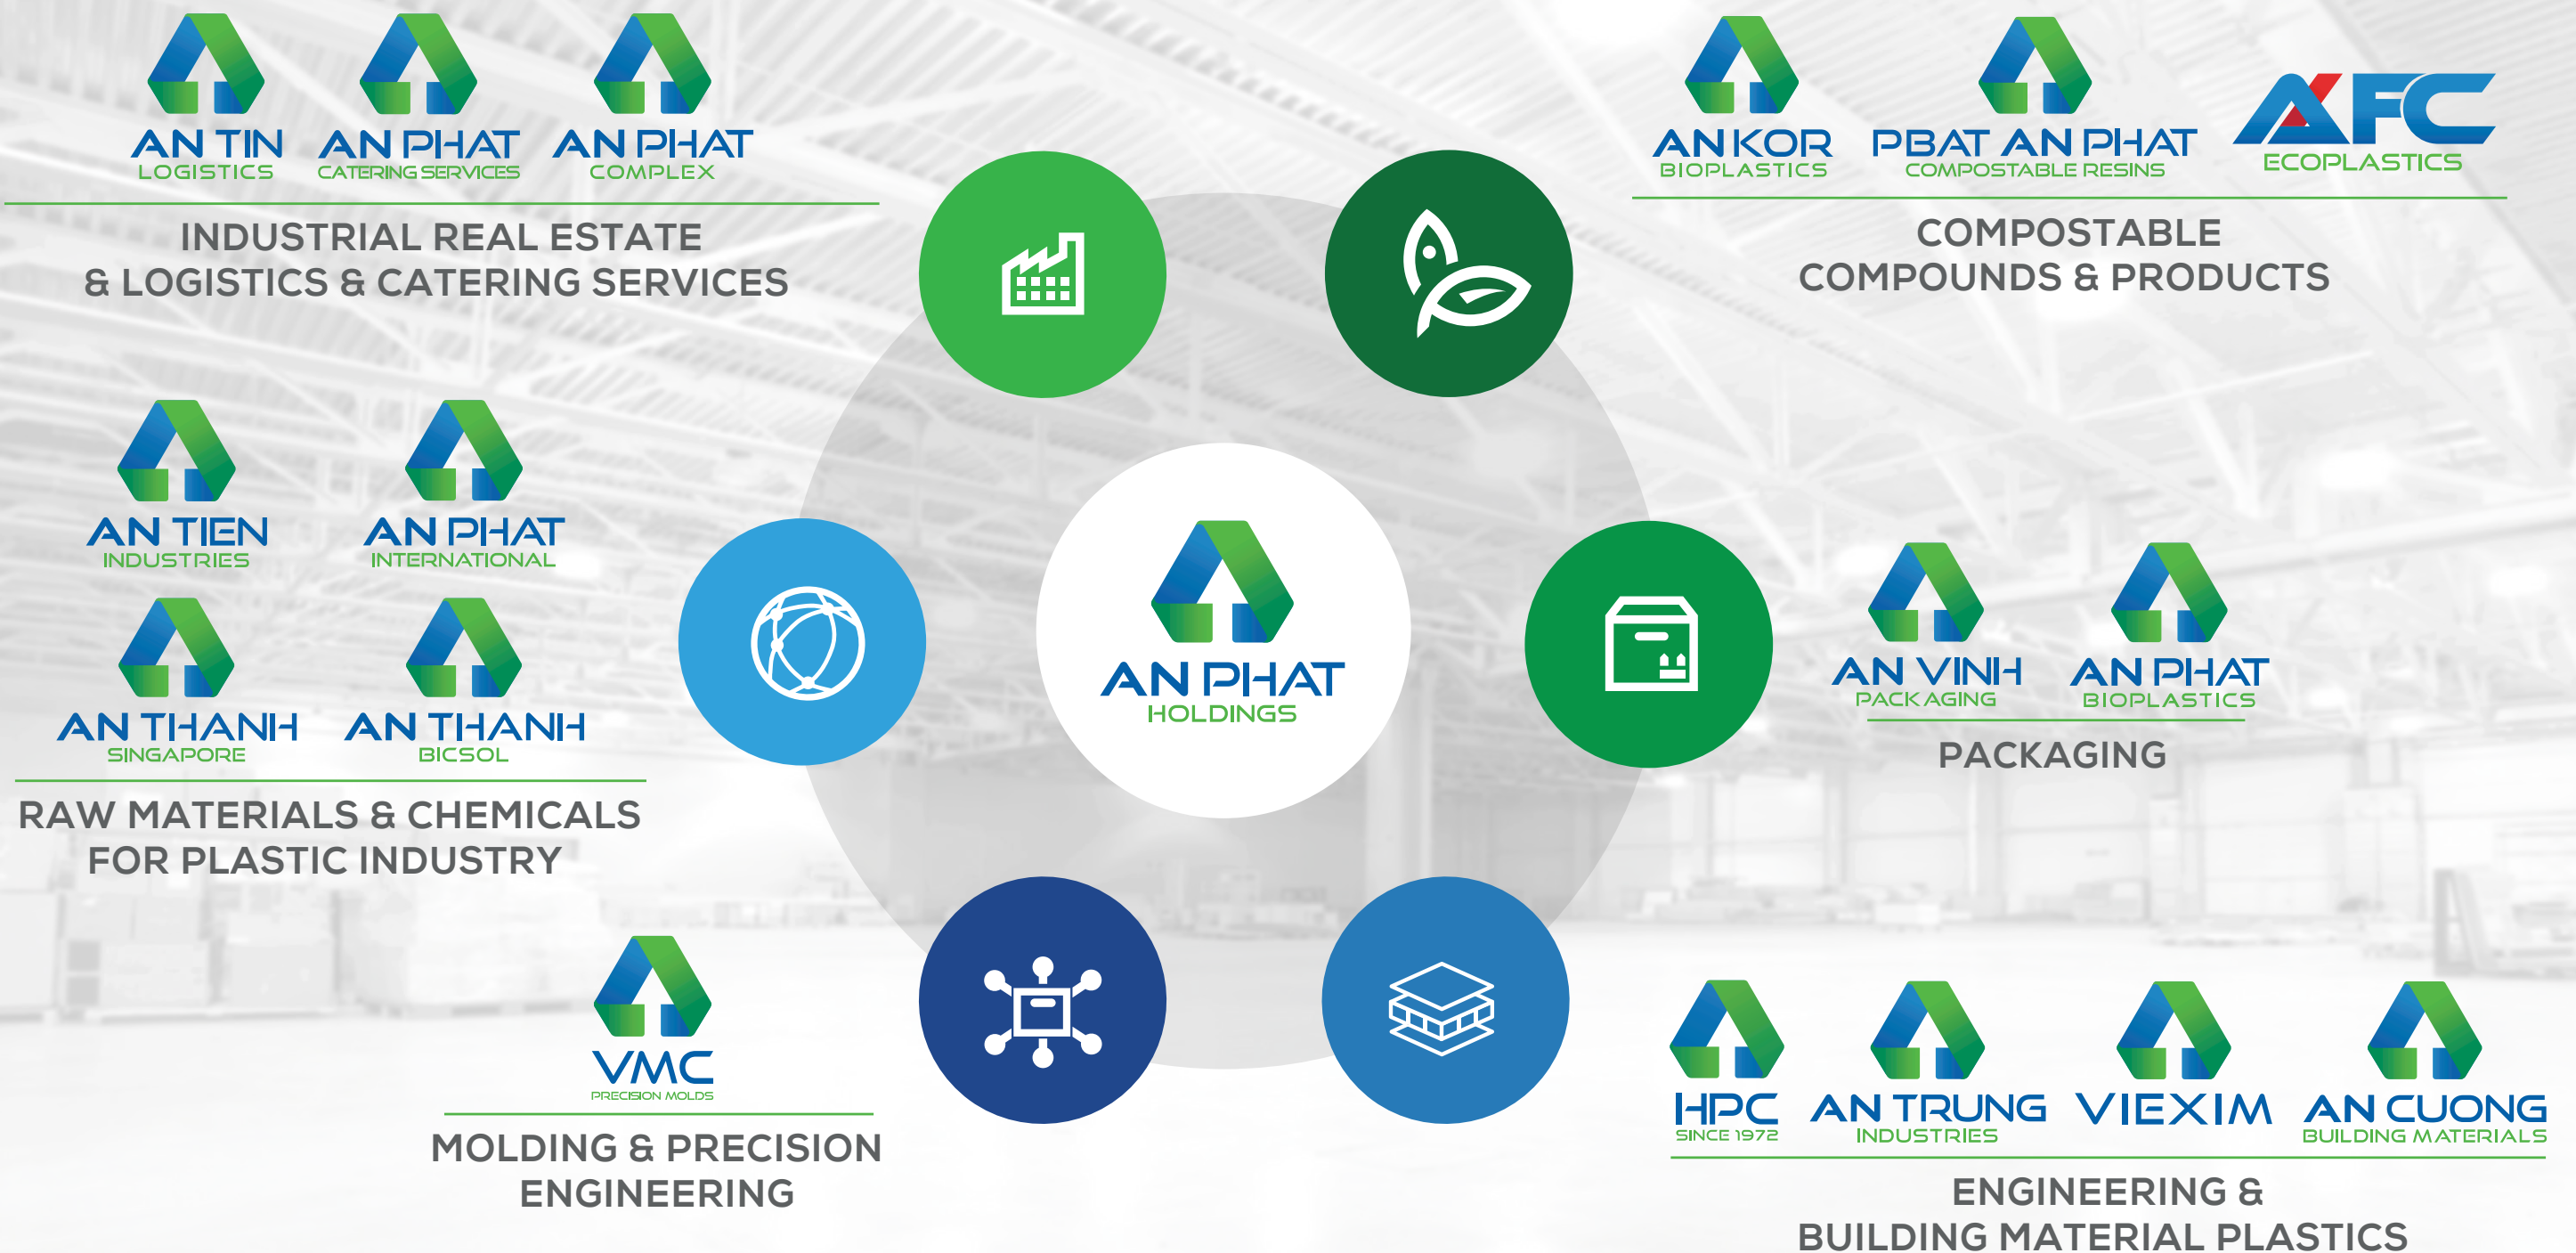 AN TIN
LOGISTICS
AN PHAT
CATERING SERVICES
AN PHAT
COMPLEX
INDUSTRIAL REAL ESTATE
& LOGISTICS & CATERING SERVICES
ANKOR
BIOPLASTICS
PBAT AN PHAT
COMPOSTABLE RESINS
AFC
ECOPLASTICS
COMPOSTABLE
COMPOUNDS & PRODUCTS
AN TIEN
INDUSTRIES
AN PHAT
INTERNATIONAL
AN THANH
SINGAPORE
AN THANH
BICSOL
RAW MATERIALS & CHEMICALS
FOR PLASTIC INDUSTRY
AN PHAT
HOLDINGS
AN VINH
PACKAGING
AN PHAT
BIOPLASTICS
PACKAGING
VMC
PRECISION MOLDS
MOLDING & PRECISION
ENGINEERING
HPC
SINCE 1972
AN TRUNG
INDUSTRIES
VIEXIM
AN CUONG
BUILDING MATERIALS
ENGINEERING &
BUILDING MATERIAL PLASTICS